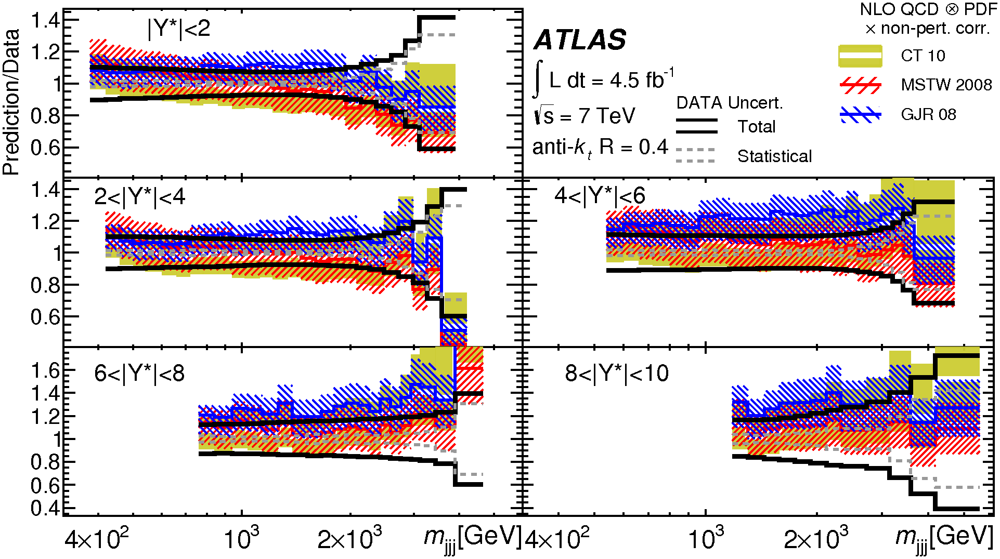 Prediction/Data
1.4
1.2
1
0.8
0.6
|Y*|<2
ATLAS
∫ L dt = 4.5 fb⁻¹
√s = 7 TeV
anti-kₜ R = 0.4
DATA Uncert.
Total
Statistical
NLO QCD ⊗ PDF
× non-pert. corr.
CT 10
MSTW 2008
GJR 08
1.4
1.2
1
0.8
0.6
2<|Y*|<4
4<|Y*|<6
1.6
1.4
1.2
1
0.8
0.6
0.4
6<|Y*|<8
8<|Y*|<10
4×10² 10³ 2×10³ mⱼⱼⱼ[GeV] 4×10² 10³ 2×10³ mⱼⱼⱼ[GeV]